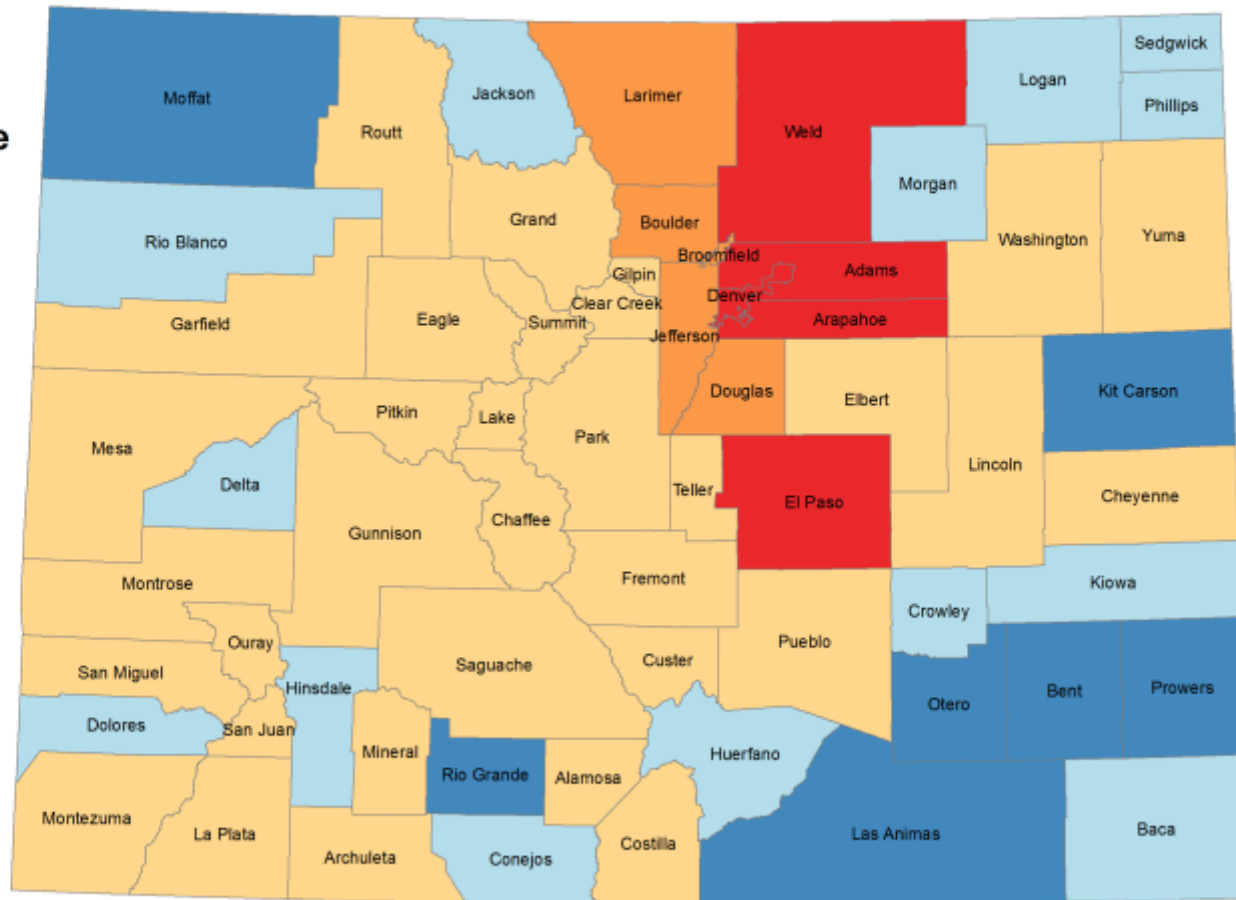 Sedgwick
Moffat
Jackson
Larimer
Logan
Phillips
e
Routt
Weld
Morgan
Grand
Boulder
Rio Blanco
Washington
Yuma
Broomfield
Gilpin
Adams
Clear Creek
Denver
Garfield
Eagle
Summit
Arapahoe
Jefferson
Douglas
Kit Carson
Elbert
Pitkin
Lake
Park
Mesa
Lincoln
Delta
Teller
El Paso
Cheyenne
Chaffee
Gunnison
Fremont
Montrose
Kiowa
Crowley
Ouray
Pueblo
Saguache
Custer
San Miguel
Hinsdale
Otero
Bent
Prowers
Dolores
San Juan
Mineral
Huerfano
Rio Grande
Alamosa
Montezuma
La Plata
Las Animas
Baca
Costilla
Archuleta
Conejos